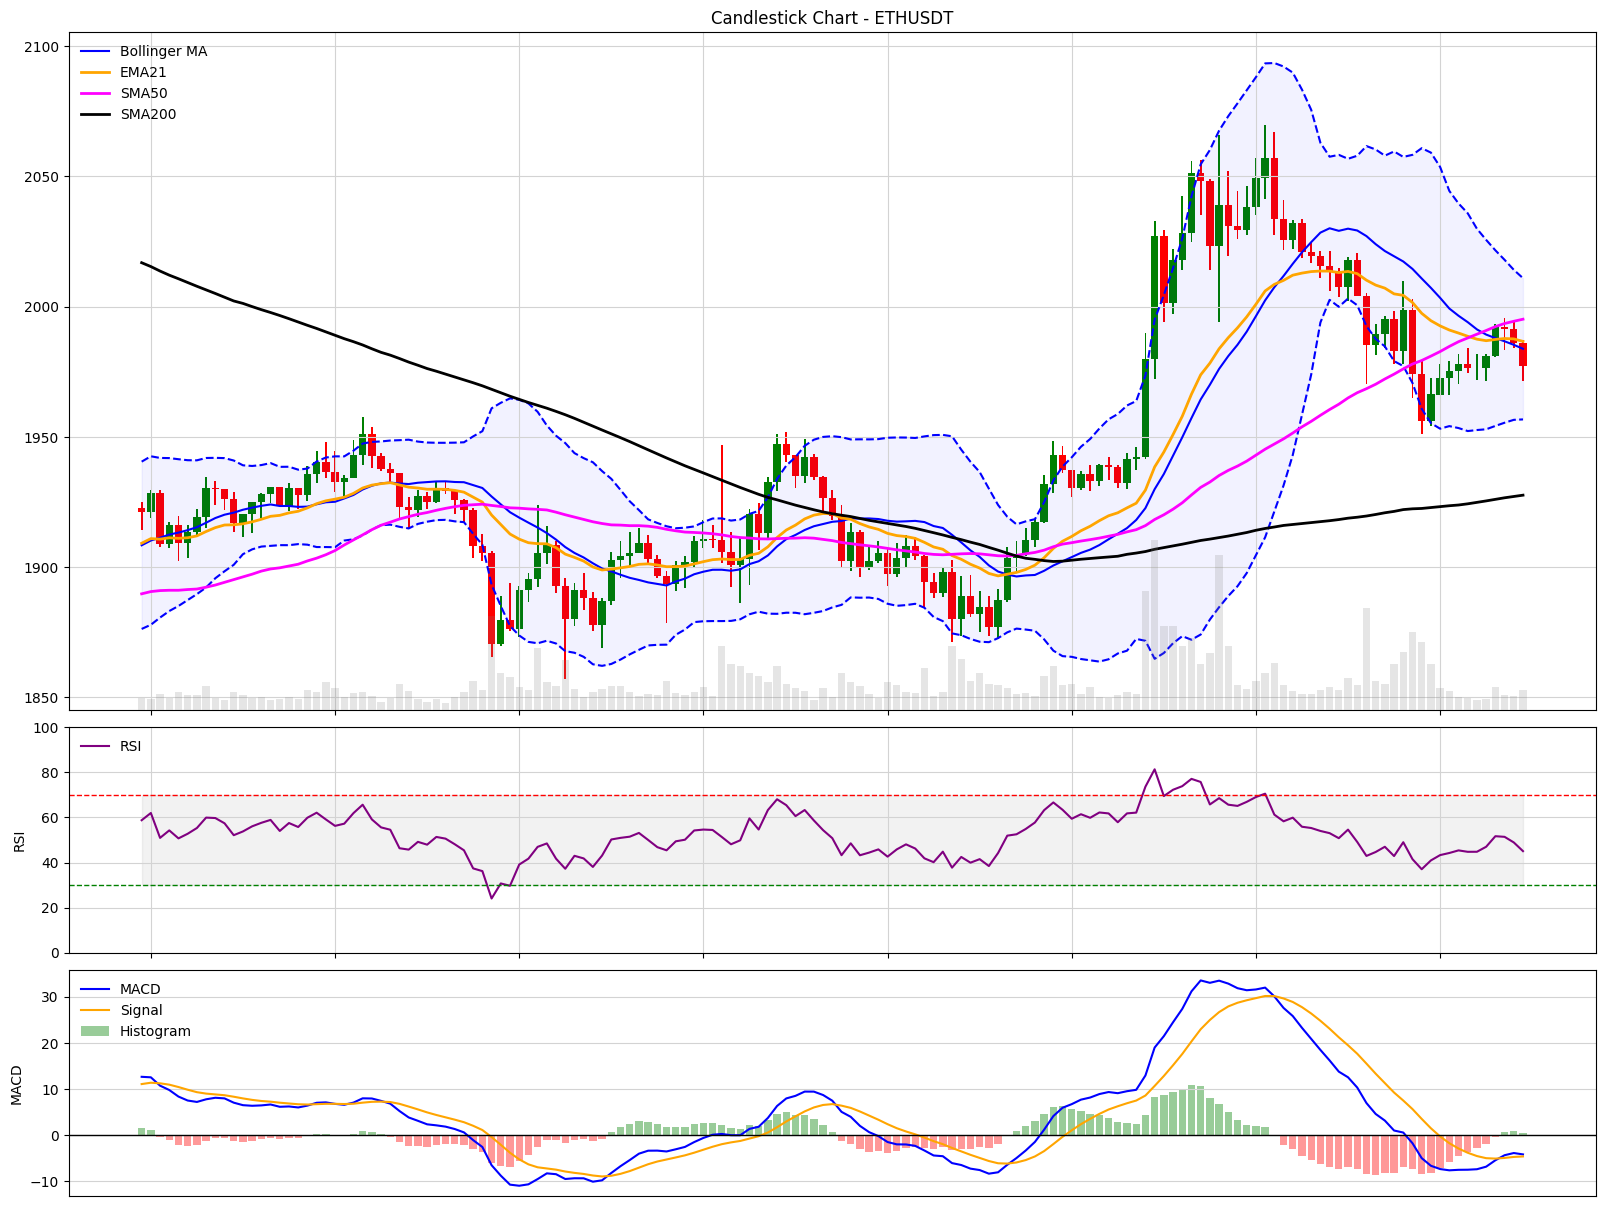 Candlestick Chart - ETHUSDT
Bollinger MA
EMA21
SMA50
SMA200
2100
2050
2000
1950
1900
1850
RSI
RSI
100
80
60
40
20
0
MACD
Signal
Histogram
MACD
30
20
10
0
−10